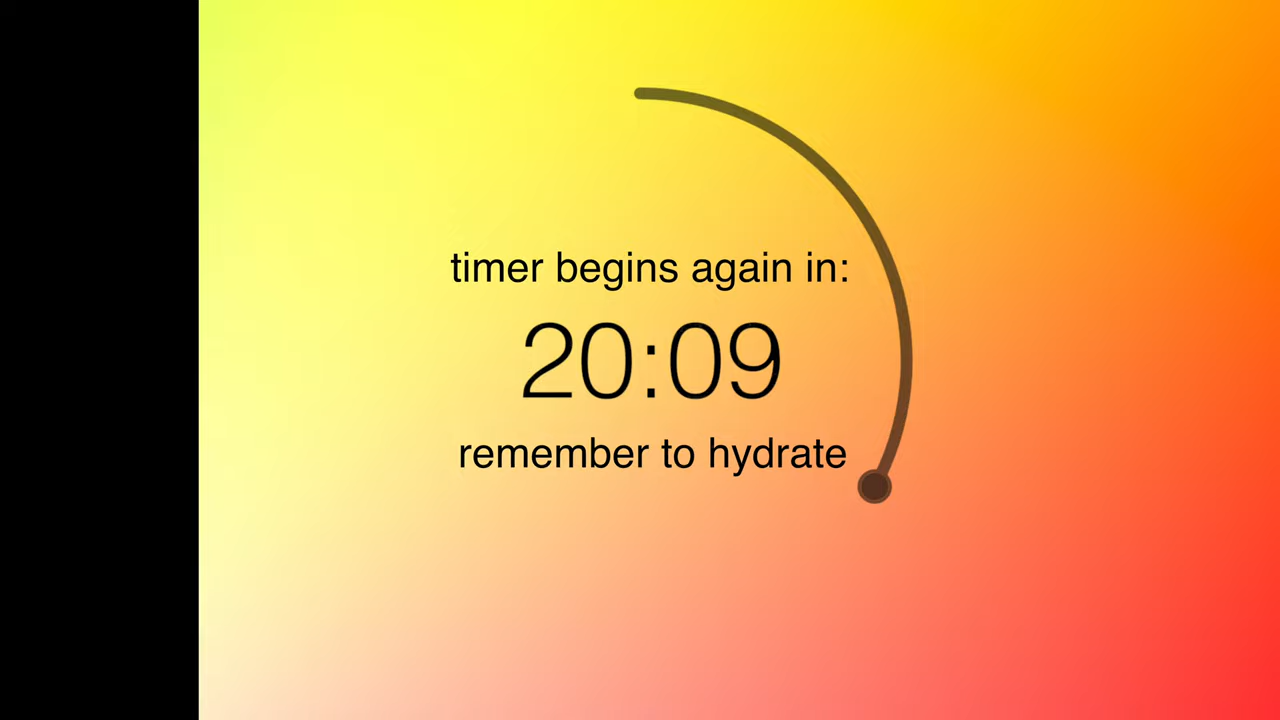 timer begins again in:
20:09
remember to hydrate